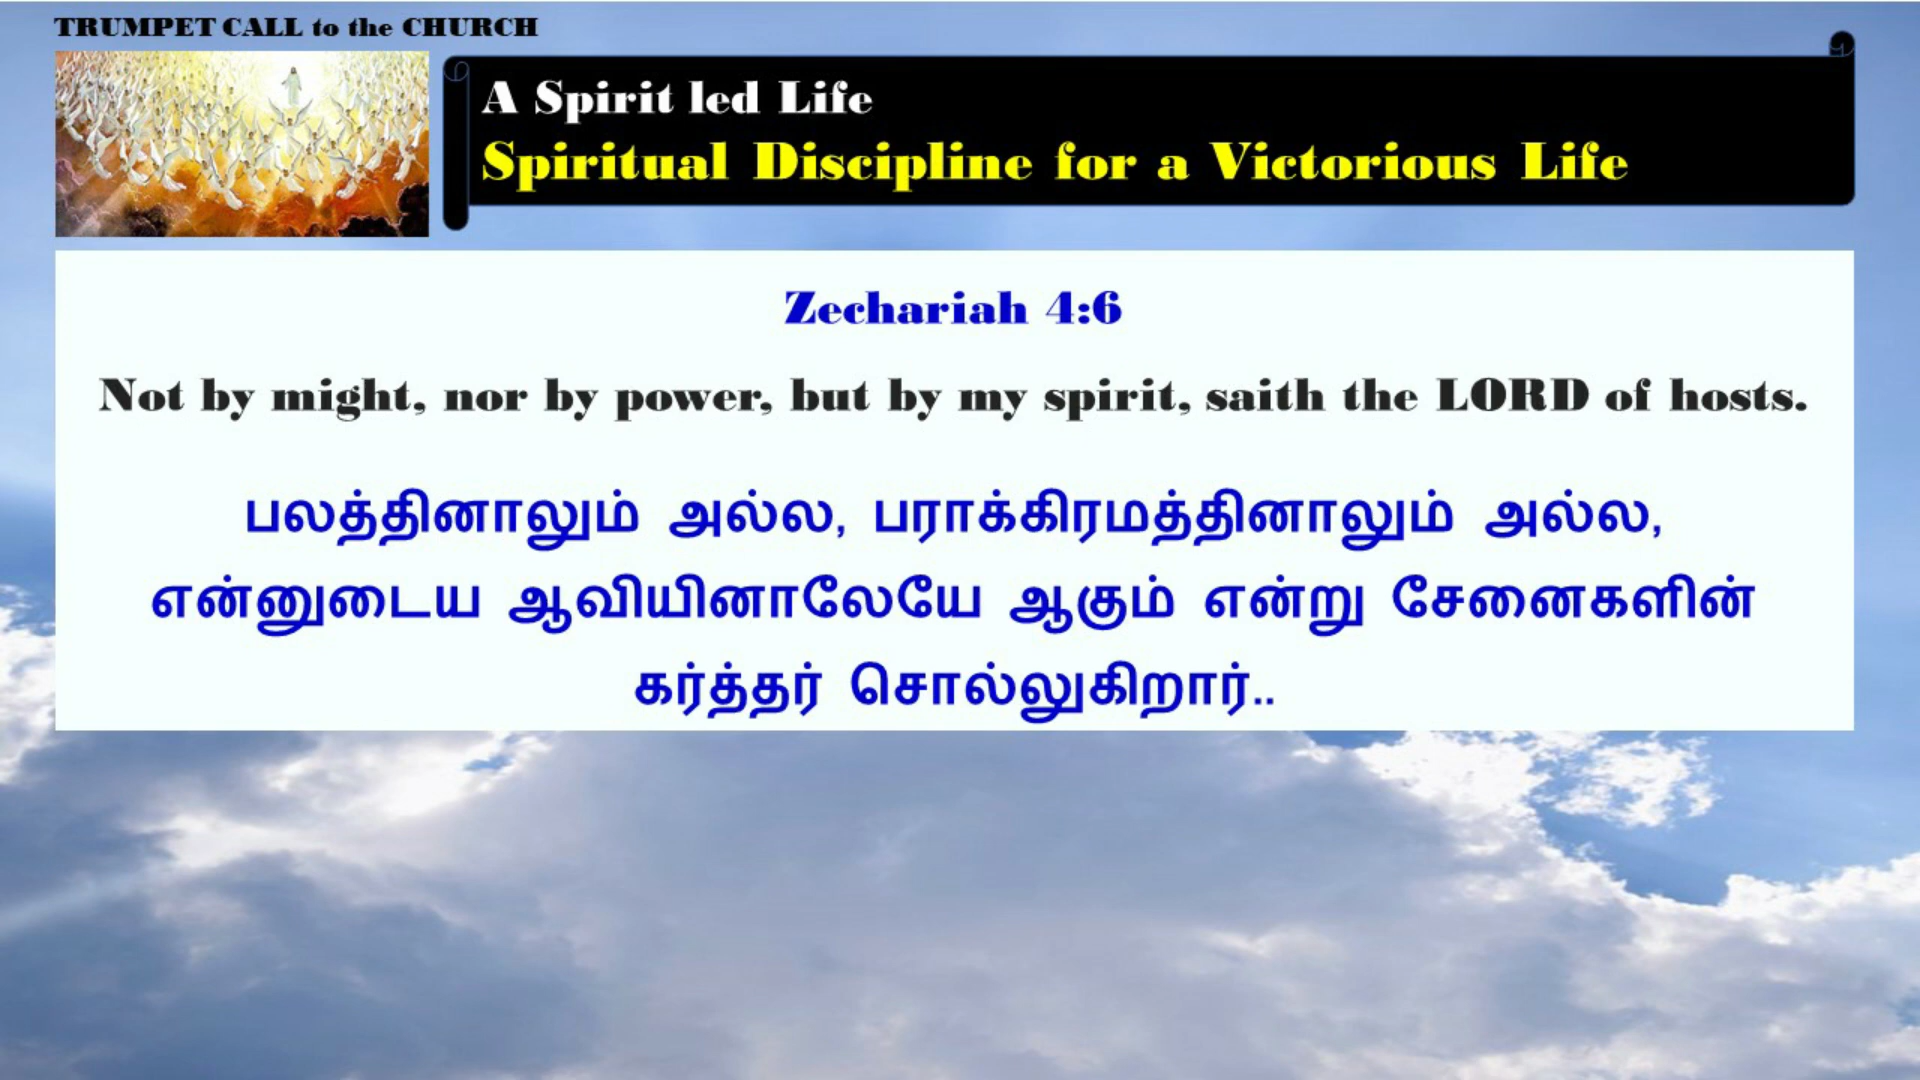 TRUMPET CALL to the CHURCH
A Spirit led Life
Spiritual Discipline for a Victorious Life
Zechariah 4:6
Not by might, nor by power, but by my spirit, saith the LORD of hosts.
பலத்தினாலும் அல்ல, பராக்கிரமத்தினாலும் அல்ல,
என்னுடைய ஆவியினாலேயே ஆகும் என்று சேனைகளின்
கர்த்தர் சொல்லுகிறார்..